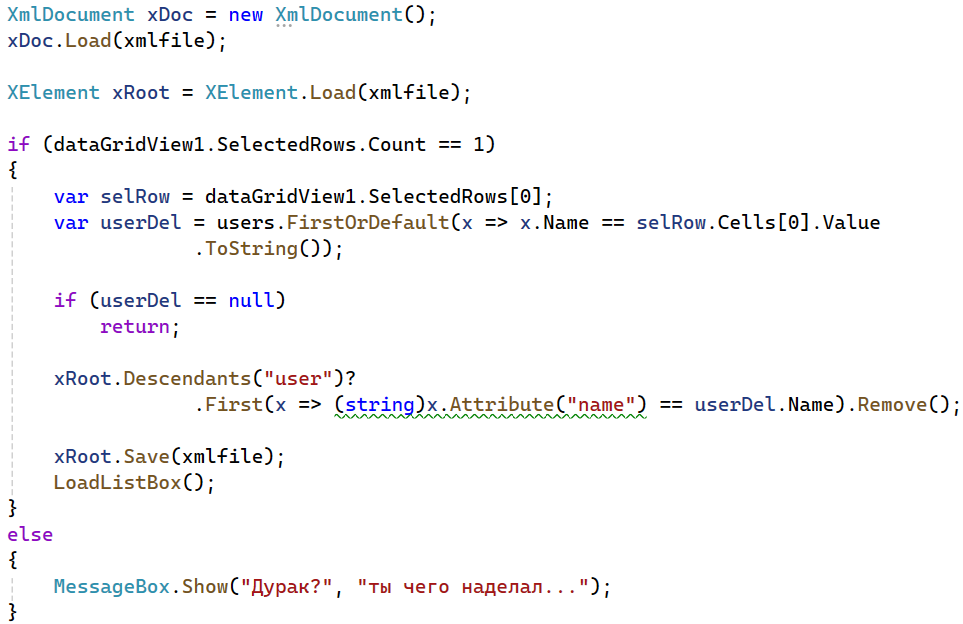 XmlDocument xDoc = new XmlDocument();
xDoc.Load(xmlfile);
XElement xRoot = XElement.Load(xmlfile);
if (dataGridView1.SelectedRows.Count == 1)
{
var selRow = dataGridView1.SelectedRows[0];
var userDel = users.FirstOrDefault(x => x.Name == selRow.Cells[0].Value
.ToString());
if (userDel == null)
return;
xRoot.Descendants("user")?
.First(x => (string)x.Attribute("name") == userDel.Name).Remove();
xRoot.Save(xmlfile);
LoadListBox();
}
else
{
MessageBox.Show("Дурак?", "ты чего наделал...");
}